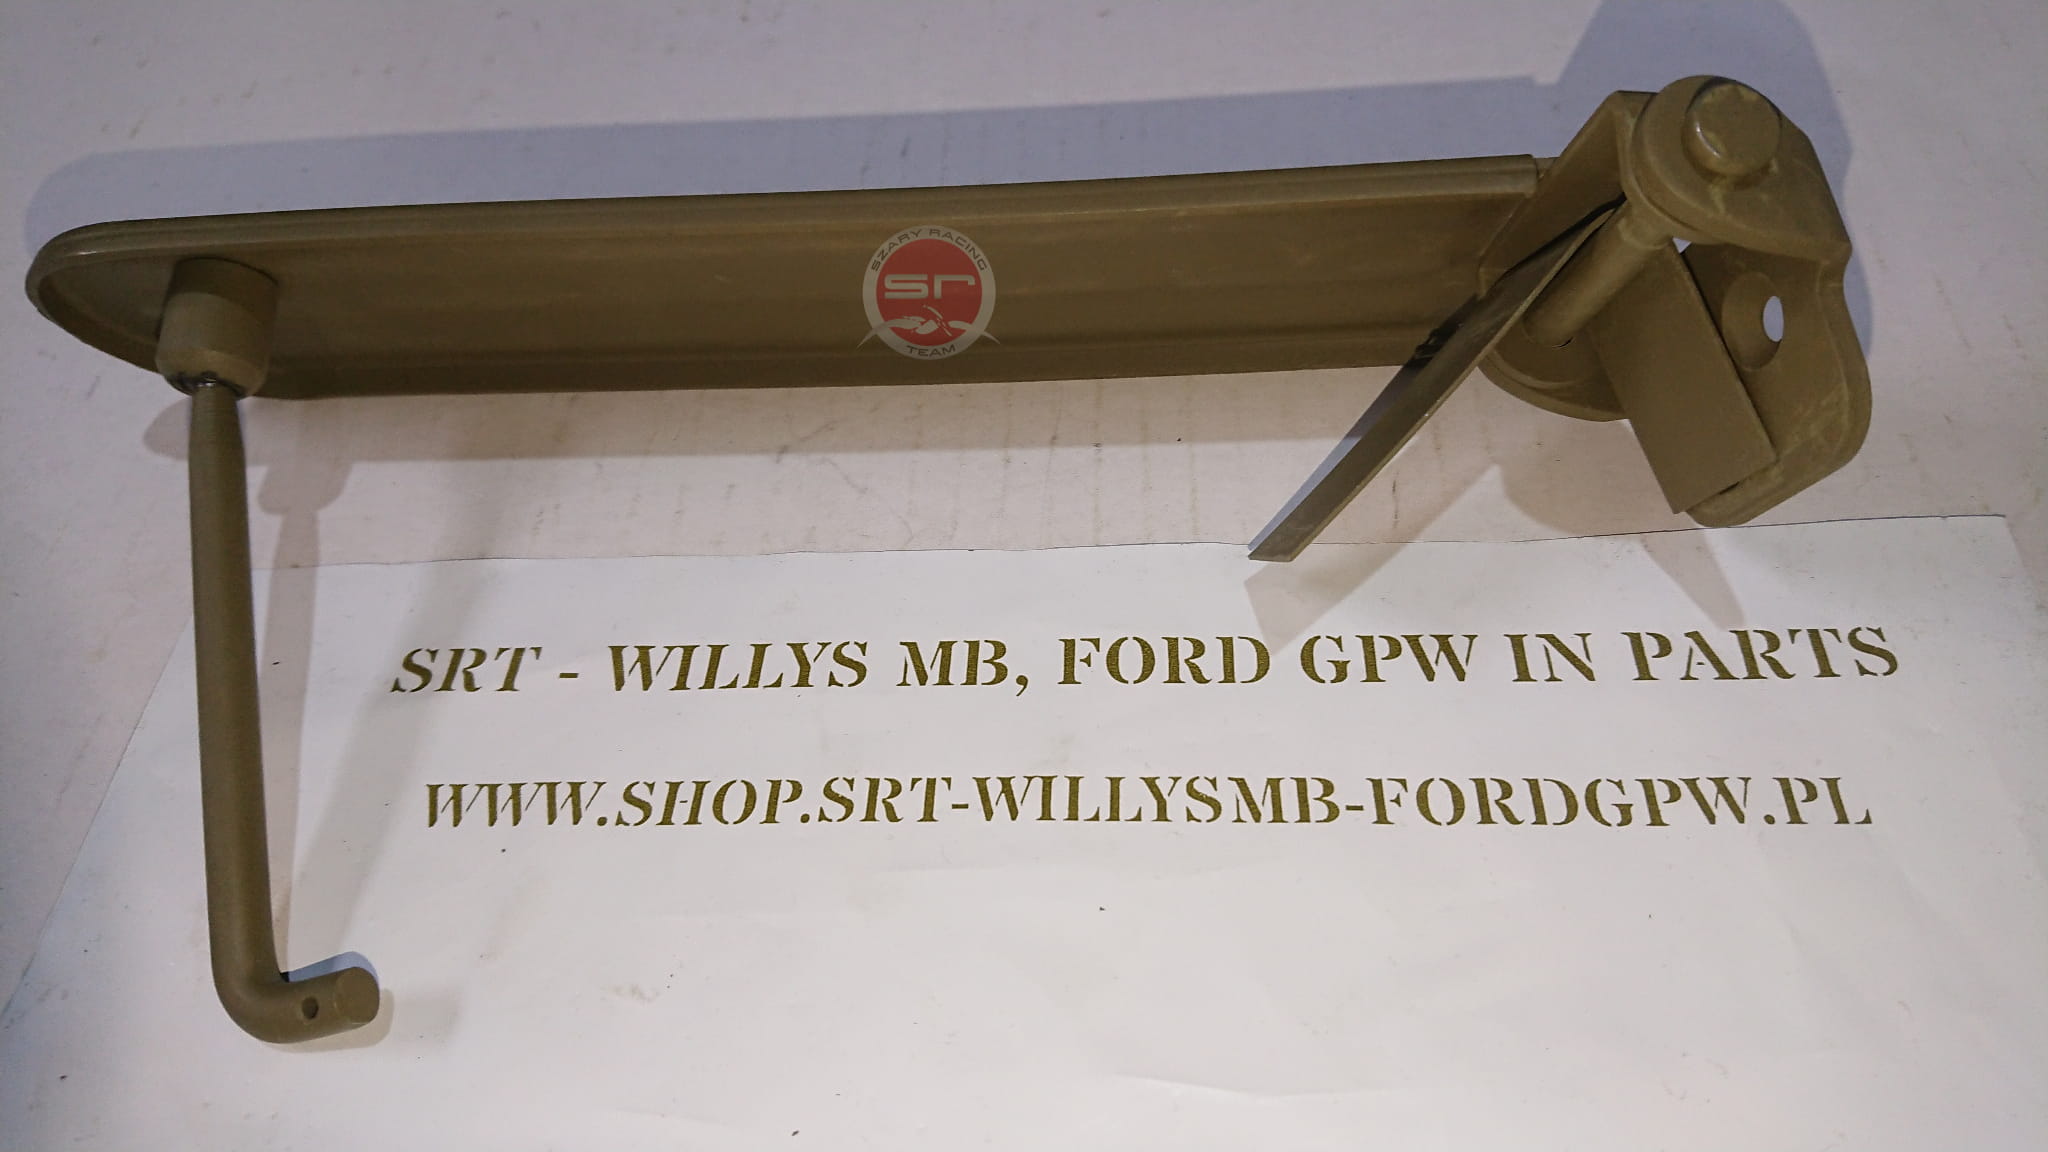 SZARY RACING
sr
TEAM
SRT - WILLYS MB, FORD GPW IN PARTS
WWW.SHOP.SRT-WILLYSMB-FORDGPW.PL